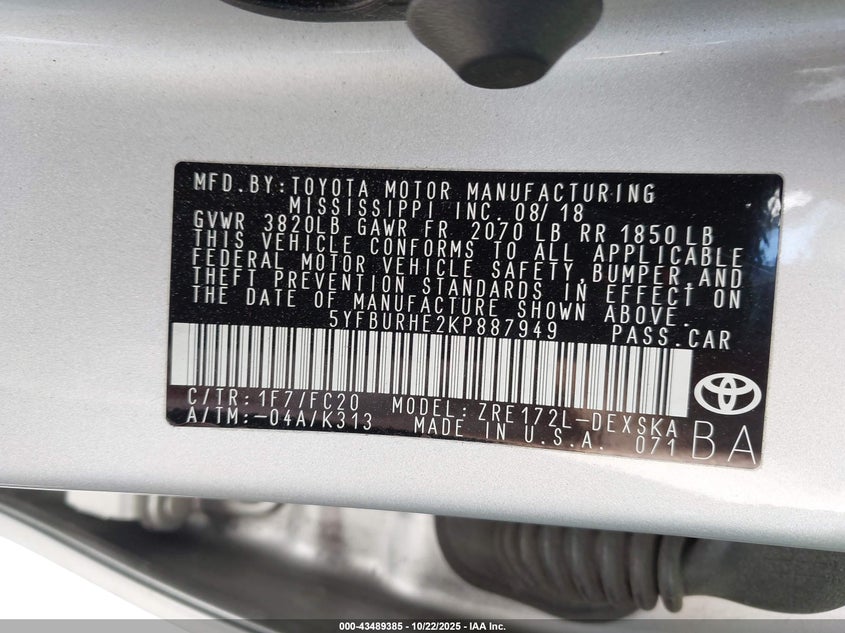 MFD.BY:TOYOTA MOTOR MANUFACTURING
MISSISSIPPI INC. 08/18
GVWR 3820LB GAWR FR. 2070 LB RR 1850 LB
THIS VEHICLE CONFORMS TO ALL APPLICABLE
FEDERAL MOTOR VEHICLE SAFETY,BUMPER,AND
THEFT PREVENTION STANDARDS IN EFFECT ON
THE DATE OF MANUFACTURE SHOWN ABOVE.
5YFBURHE2KP887949 PASS.CAR
C/TR:1F7/FC20 MODEL:ZRE172L-DEXSKA
A/TM:-04A/K313 MADE IN U.S.A. 071 BA
000-43489385 - 10/22/2025 - IAA Inc.